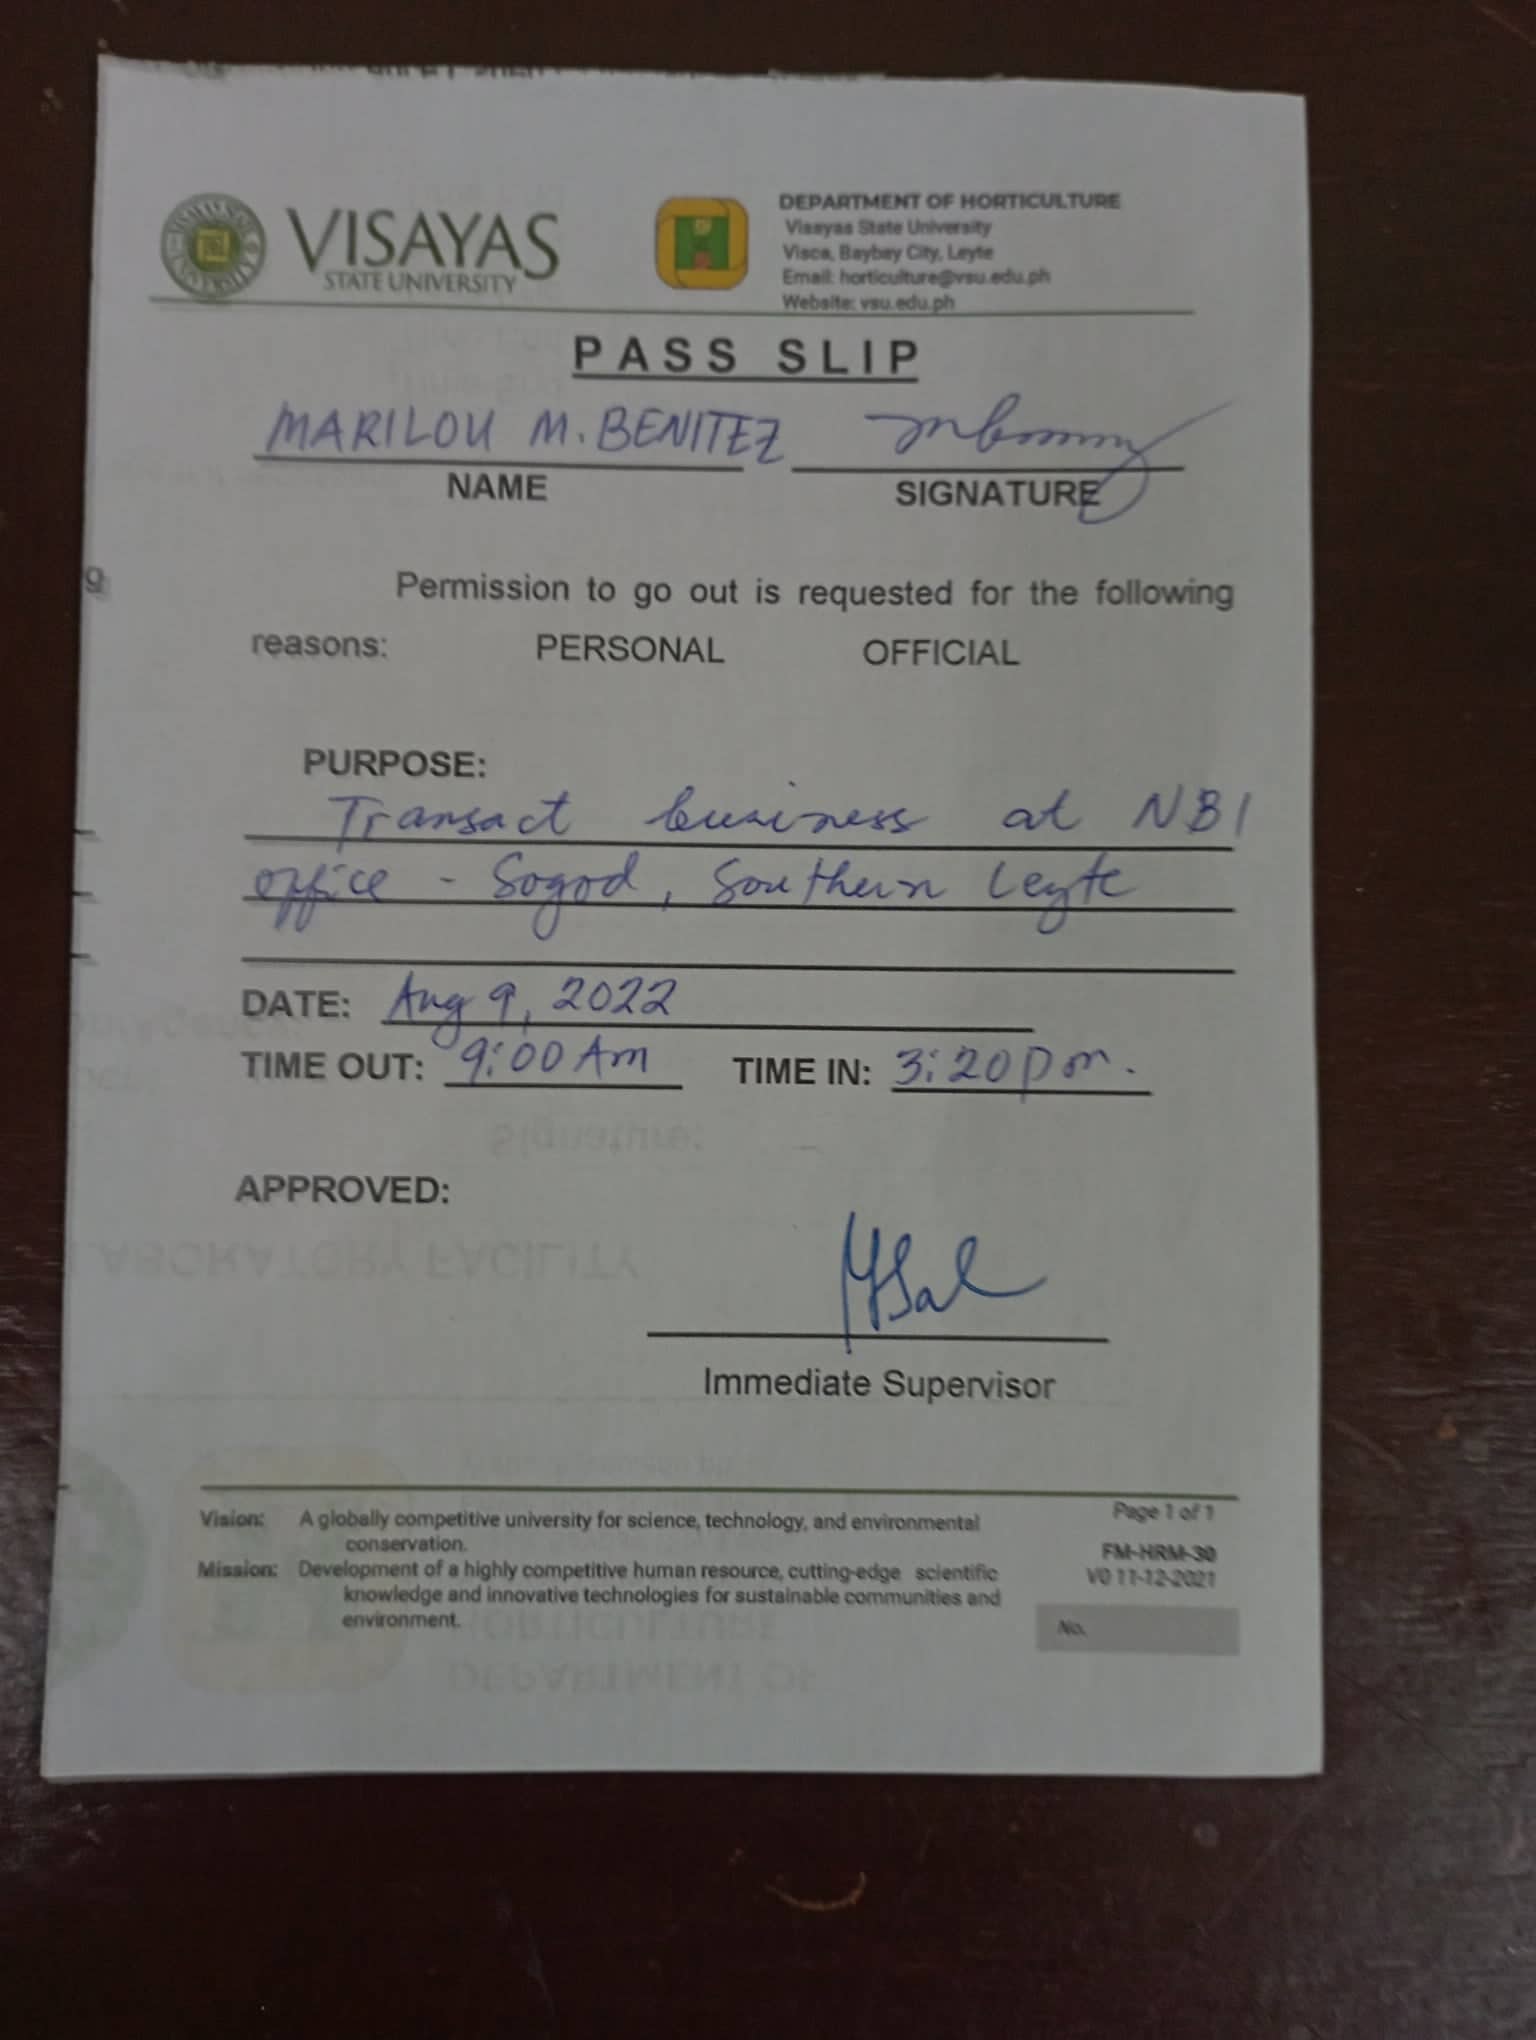 VISAYAS
STATE UNIVERSITY
DEPARTMENT OF HORTICULTURE
Visayas State University
Visca, Baybay City, Leyte
Email: horticulture@vsu.edu.ph
Website: vsu.edu.ph
PASS SLIP
MARILOU M. BENITEZ
NAME SIGNATURE
g
Permission to go out is requested for the following
reasons: PERSONAL OFFICIAL
PURPOSE:
Transact business at NBI
office - Sogod, Southern Leyte
DATE: Aug 9, 2022
TIME OUT: 9:00 Am TIME IN: 3:20 pm.
APPROVED:
Immediate Supervisor
Vision: A globally competitive university for science, technology, and environmental
conservation.
Mission: Development of a highly competitive human resource, cutting-edge scientific
knowledge and innovative technologies for sustainable communities and
environment.
Page 1 of 1
FM-HRM-30
V0 11-12-2021
No.